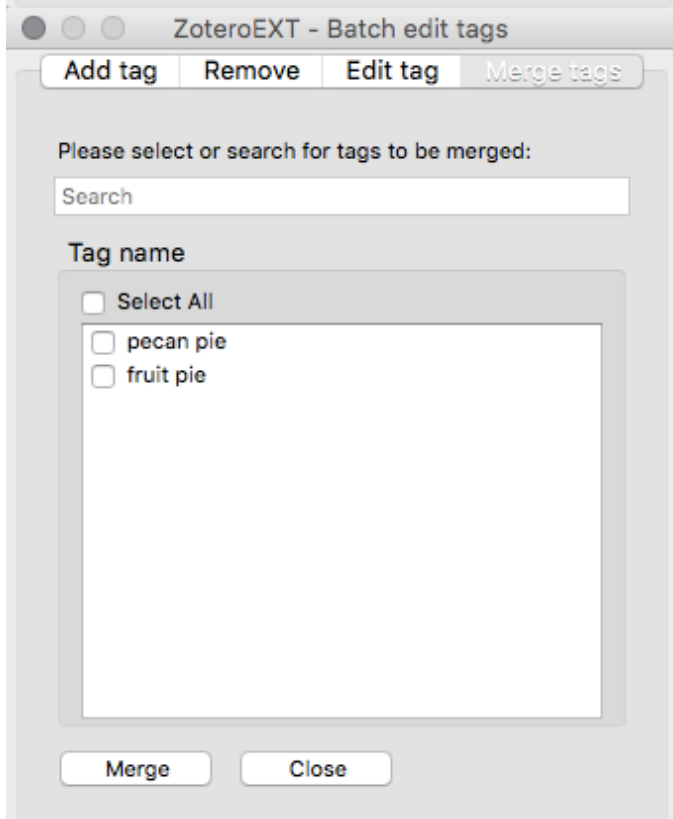 ZoteroEXT - Batch edit tags
Add tag Remove Edit tag Merge tags
Please select or search for tags to be merged:
Search
Tag name
Select All
pecan pie
fruit pie
Merge Close